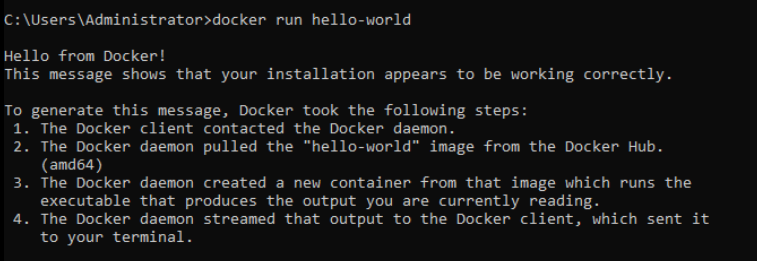 C:\Users\Administrator>docker run hello-world
Hello from Docker!
This message shows that your installation appears to be working correctly.
To generate this message, Docker took the following steps:
1. The Docker client contacted the Docker daemon.
2. The Docker daemon pulled the "hello-world" image from the Docker Hub.
(amd64)
3. The Docker daemon created a new container from that image which runs the
executable that produces the output you are currently reading.
4. The Docker daemon streamed that output to the Docker client, which sent it
to your terminal.